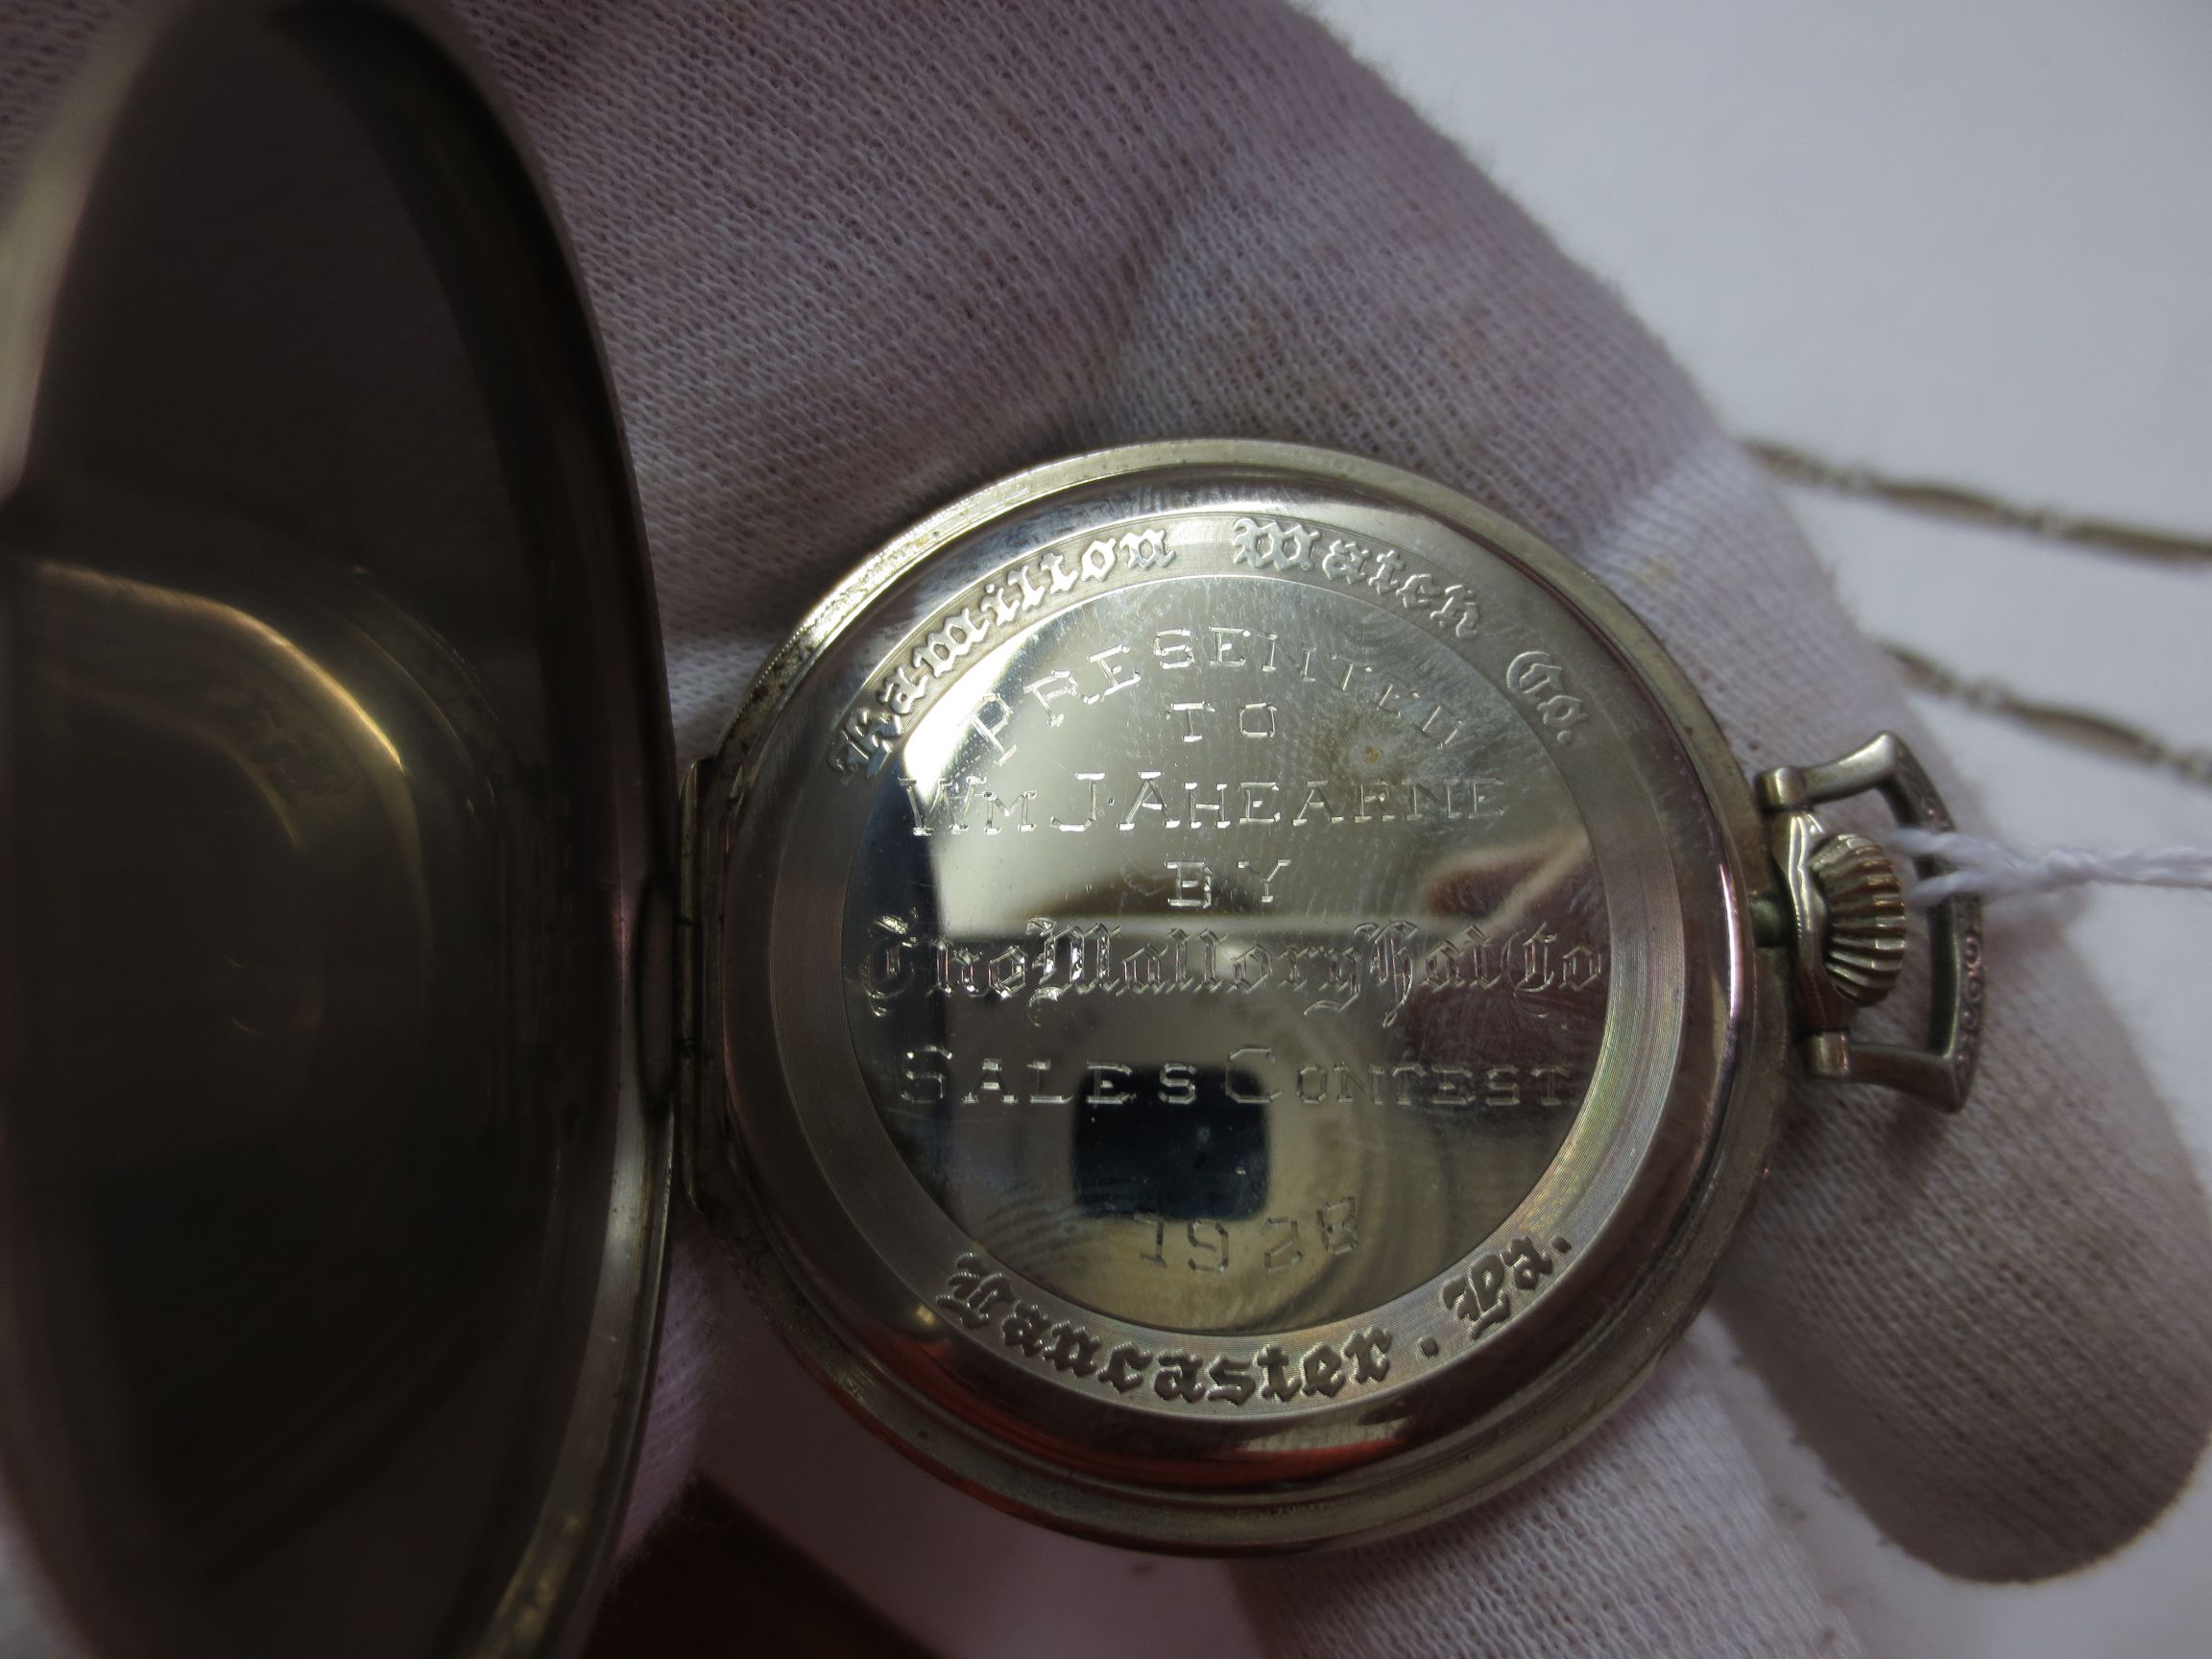 Hamilton Watch Co.
PRESENTED
TO
WM J. AHEARNE
BY
The Mallory Hat Co
SALES CONTEST
1928
Lancaster. Pa.